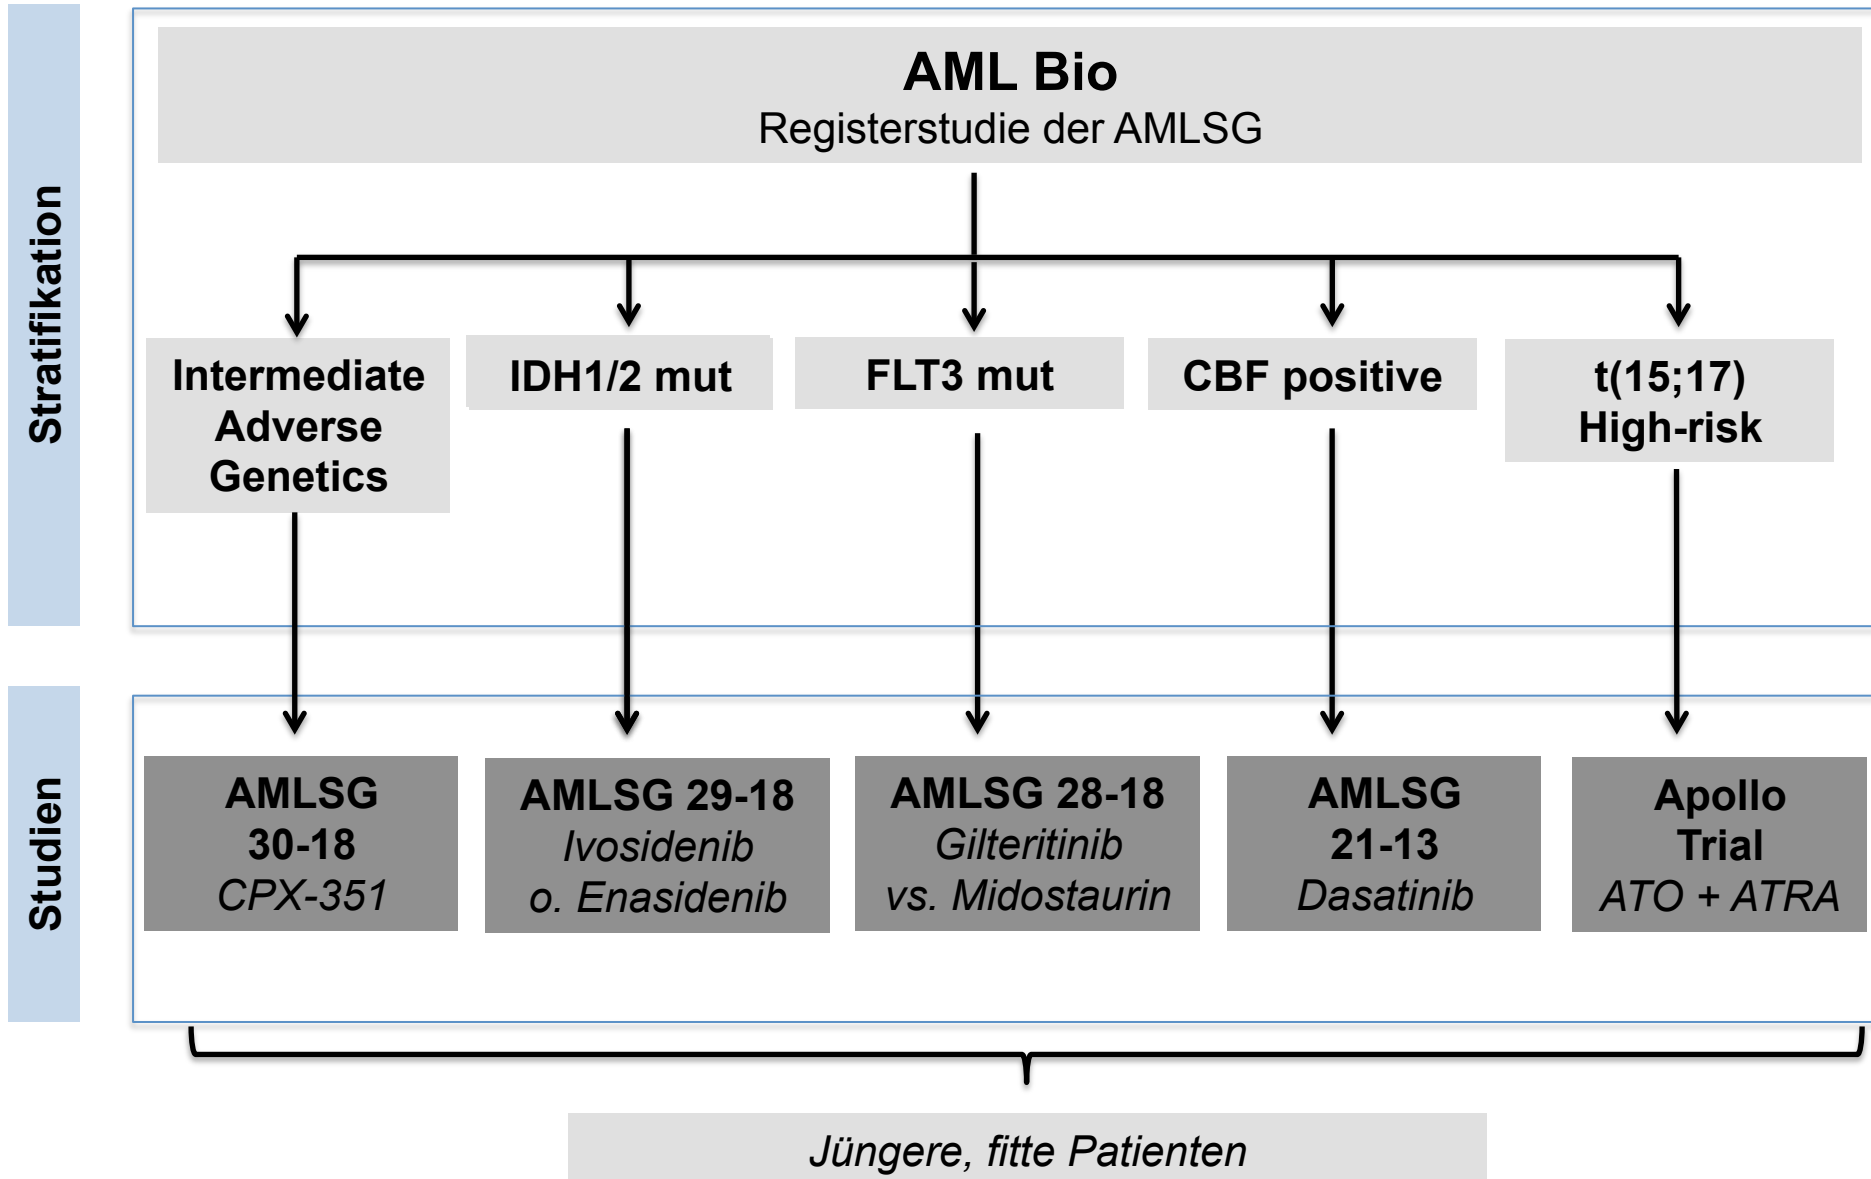 Stratifikation
AML Bio
Registerstudie der AMLSG
Intermediate
Adverse
Genetics
IDH1/2 mut
FLT3 mut
CBF positive
t(15;17)
High-risk
Studien
AMLSG
30-18
CPX-351
AMLSG 29-18
Ivosidenib
o. Enasidenib
AMLSG 28-18
Gilteritinib
vs. Midostaurin
AMLSG
21-13
Dasatinib
Apollo
Trial
ATO + ATRA
Jüngere, fitte Patienten